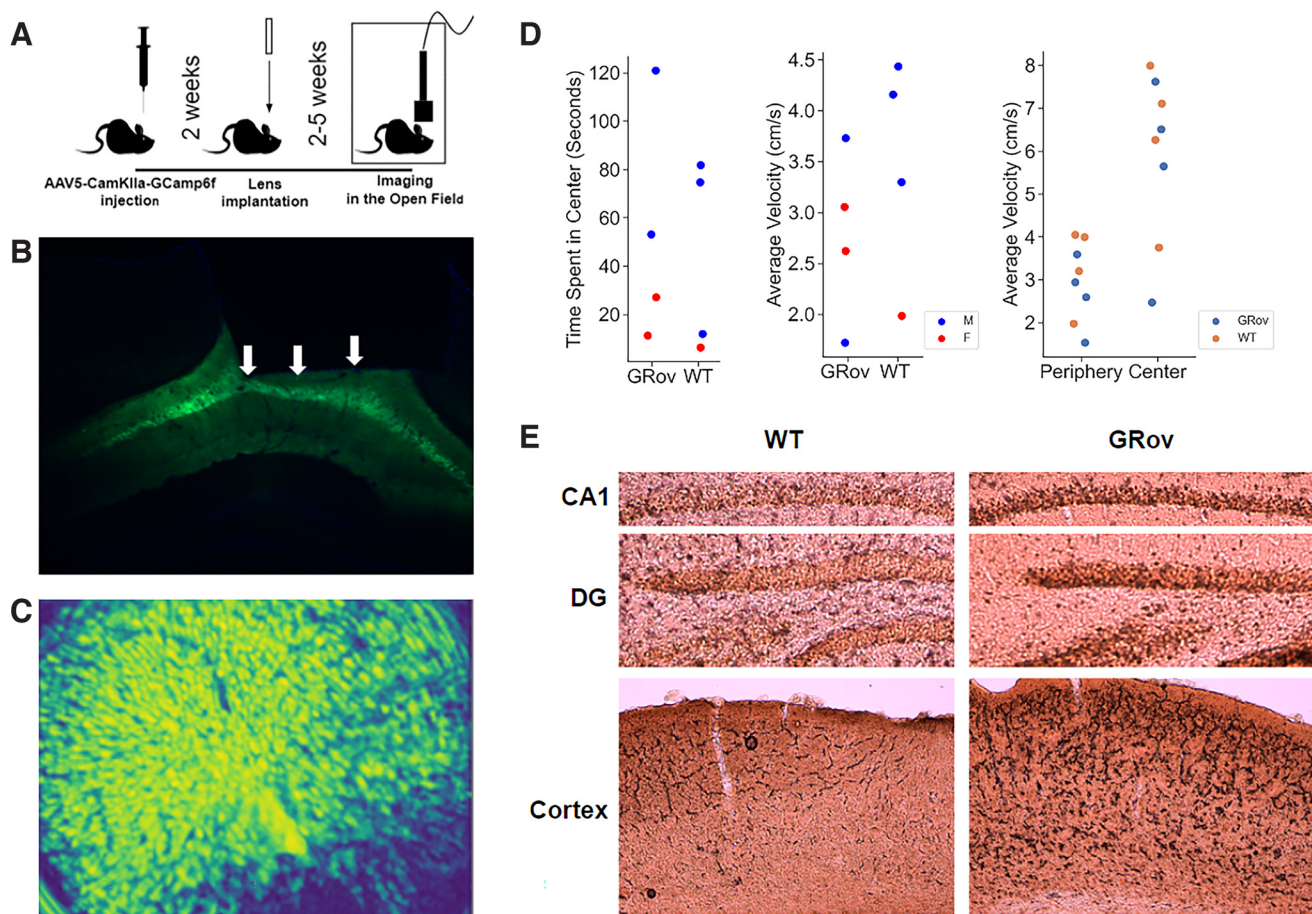 A
2 weeks
2-5 weeks
AAV5-CamKIIa-GCamp6f
injection
Lens
implantation
Imaging
in the Open Field
B
C
D
Time Spent in Center (Seconds)
120
100
80
60
40
20
GRov WT
Average Velocity (cm/s)
4.5
4.0
3.5
3.0
2.5
2.0
M
F
GRov WT
Average Velocity (cm/s)
8
7
6
5
4
3
2
GRov
WT
Periphery Center
E
WT GRov
CA1
DG
Cortex